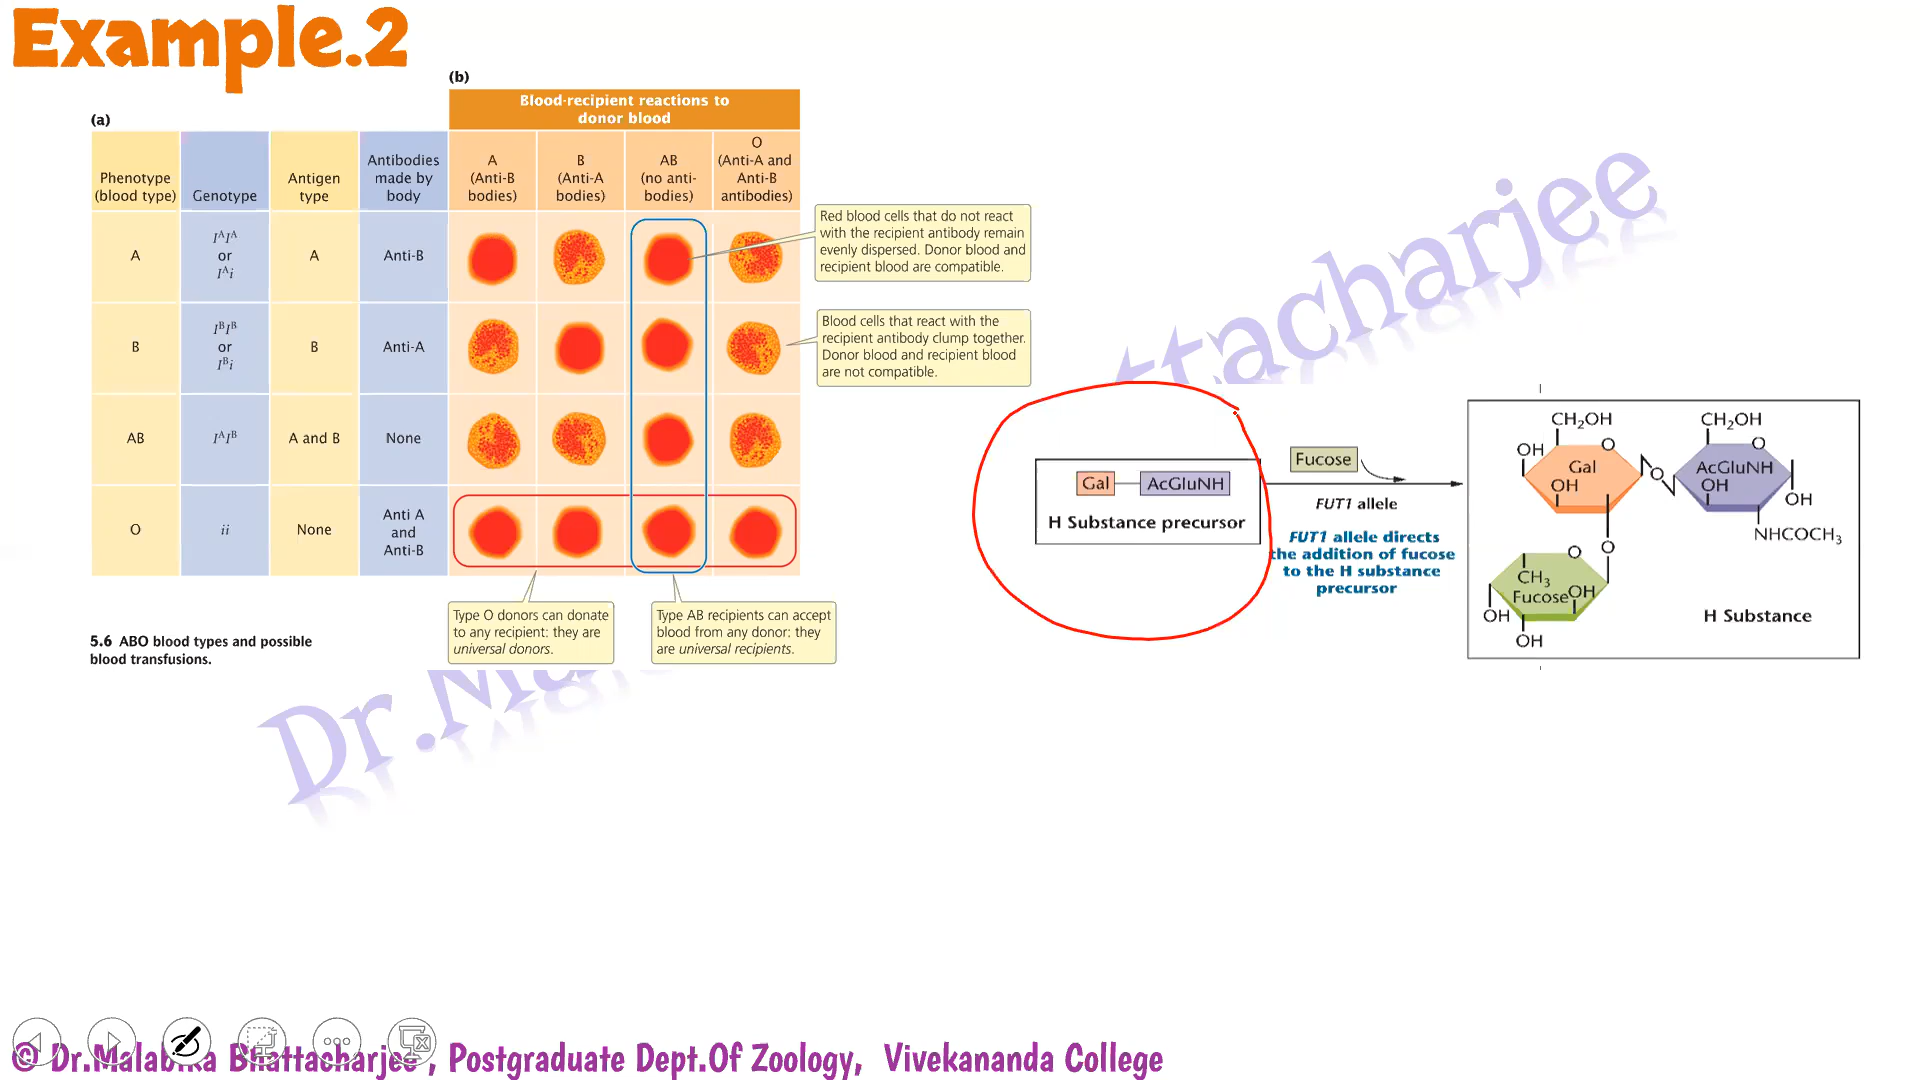 Example.2
(b)
Blood-recipient reactions to
donor blood
(a)
Phenotype
(blood type)
Genotype
Antigen
type
Antibodies
made by
body
A
(Anti-B
bodies)
B
(Anti-A
bodies)
AB
(no anti-
bodies)
O
(Anti-A and
Anti-B
antibodies)
A
IᴬIᴬ
or
Iᴬi
A
Anti-B
B
IᴮIᴮ
or
Iᴮi
B
Anti-A
AB
IᴬIᴮ
A and B
None
O
ii
None
Anti A
and
Anti-B
Red blood cells that do not react
with the recipient antibody remain
evenly dispersed. Donor blood and
recipient blood are compatible.
Blood cells that react with the
recipient antibody clump together.
Donor blood and recipient blood
are not compatible.
Type O donors can donate
to any recipient: they are
universal donors.
Type AB recipients can accept
blood from any donor: they
are universal recipients.
5.6 ABO blood types and possible
blood transfusions.
Gal
AcGluNH
H Substance precursor
Fucose
FUT1 allele
FUT1 allele directs
the addition of fucose
to the H substance
precursor
CH₂OH
OH
O
Gal
OH
O
CH₂OH
O
AcGluNH
OH
OH
NHCOCH₃
O
O
CH₃
Fucose
OH
OH
OH
H Substance
Dr.Ma
ttacharjee
© Dr.Malabika Bhattacharjee , Postgraduate Dept.Of Zoology, Vivekananda College